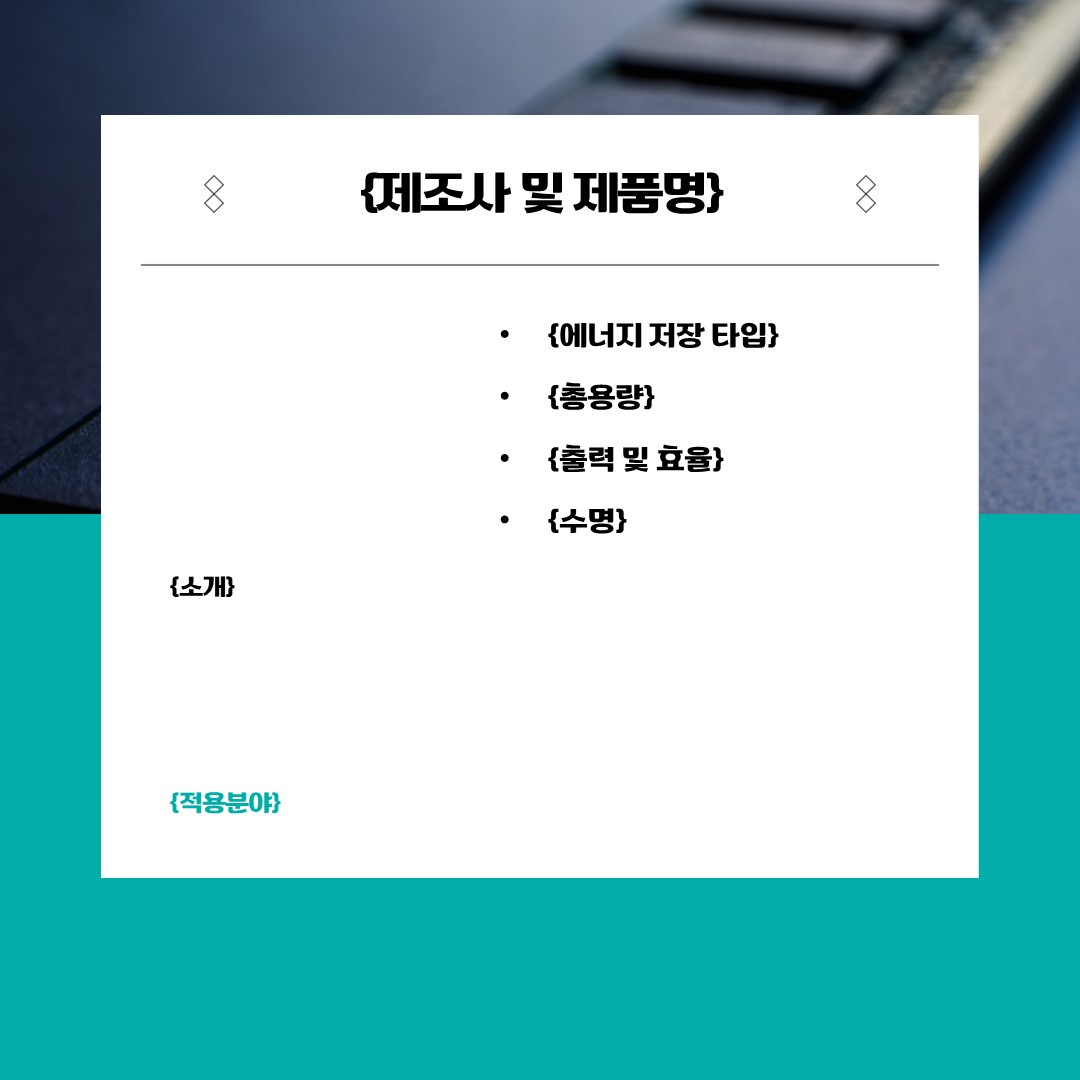 {제조사 및 제품명}
• {에너지 저장 타입}
• {총용량}
• {출력 및 효율}
• {수명}
{소개}
{적용분야}